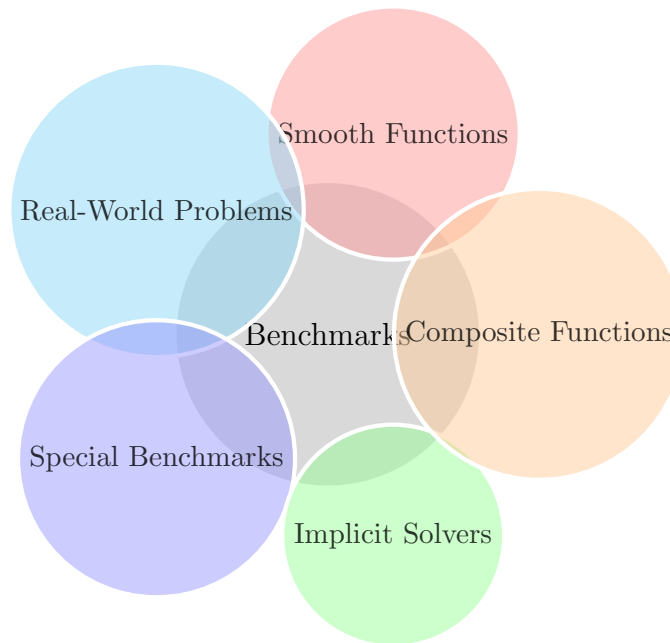 Smooth Functions
Real-World Problems
Benchmarks
Composite Functions
Special Benchmarks
Implicit Solvers